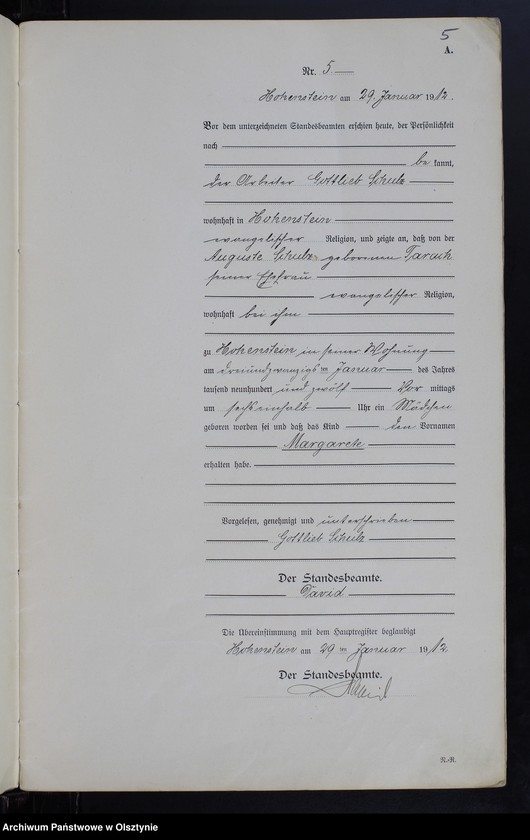 5
A.
Nr. 5.
Hohenstein am 29. Januar 1912.
Vor dem unterzeichneten Standesbeamten erschien heute, der Persönlichkeit
nach
be kannt,
der Arbeiter Gottlieb Schulz
wohnhaft in Hohenstein
evangelischer Religion, und zeigte an, daß von der
Auguste Schulz geborenen Tarach
seiner Ehefrau
evangelischer Religion,
wohnhaft bei ihm
zu Hohenstein in seiner Wohnung
am dreiundzwanzigsten Januar des Jahres
tausend neunhundert und zwölf Vor mittags
um sechseinhalb Uhr ein Mädchen
geboren worden sei und daß das Kind den Vornamen
Margarete
erhalten habe.
Vorgelesen, genehmigt und unterschrieben
Gottlieb Schulz
Der Standesbeamte.
David
Die Übereinstimmung mit dem Hauptregister beglaubigt
Hohenstein am 29 ten Januar 1912.
Der Standesbeamte.
David
Archiwum Państwowe w Olsztynie